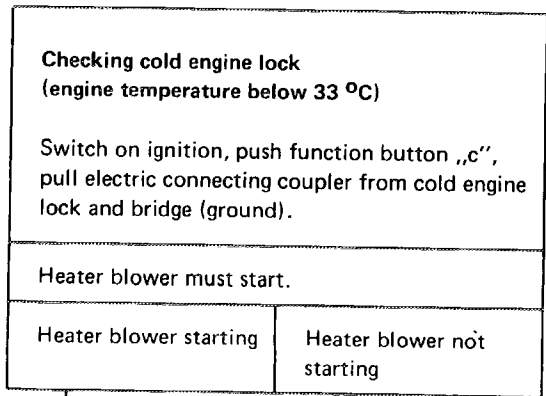 Checking cold engine lock
(engine temperature below 33 °C)
Switch on ignition, push function button ,,c”,
pull electric connecting coupler from cold engine
lock and bridge (ground).
Heater blower must start.
Heater blower starting
Heater blower not
starting